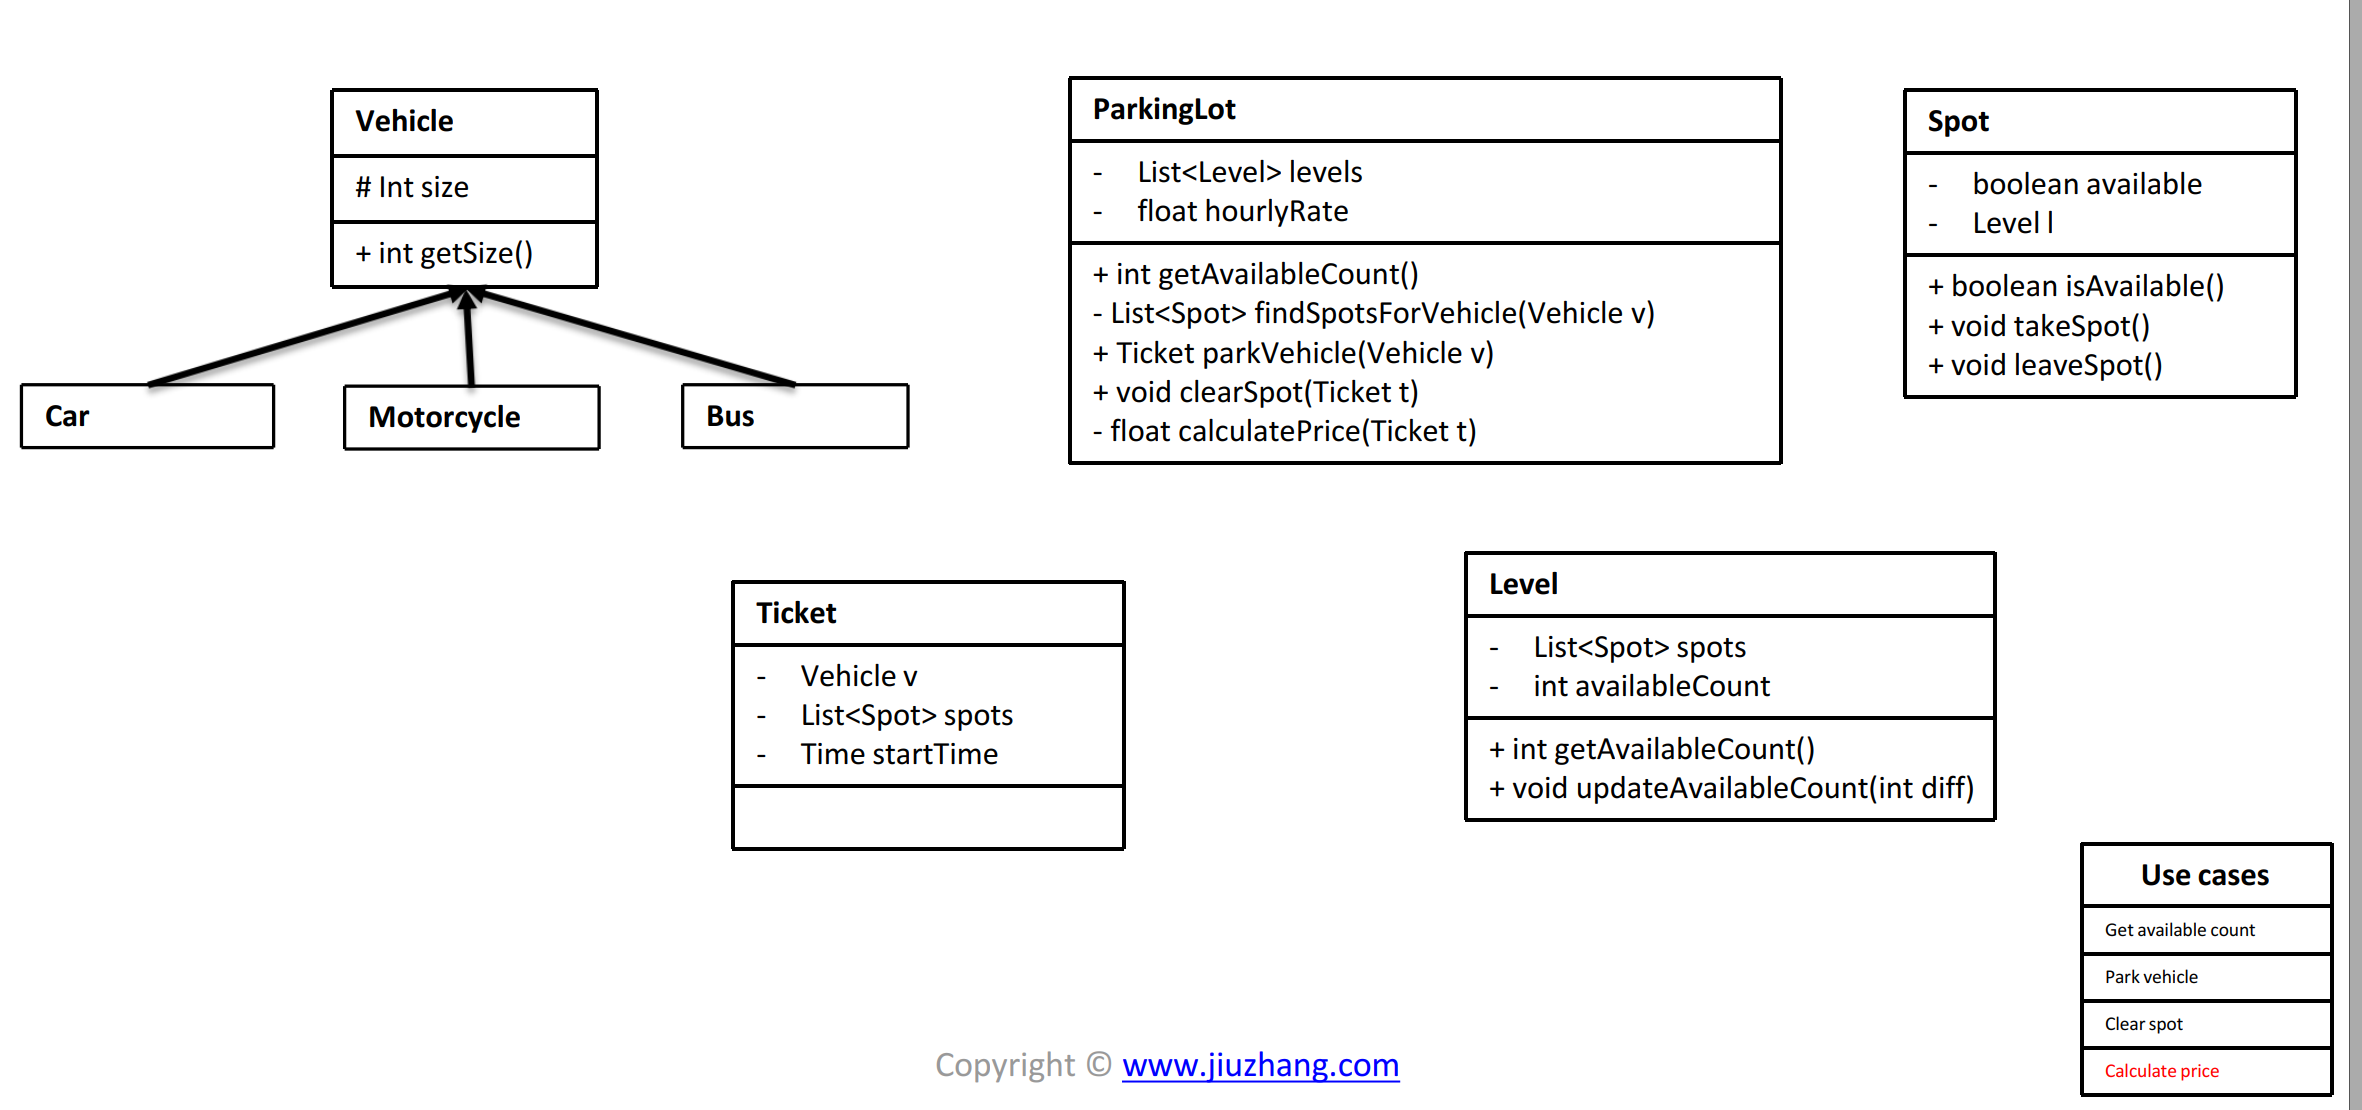 Vehicle
# Int size
+ int getSize()
Car
Motorcycle
Bus
ParkingLot
- List<Level> levels
- float hourlyRate
+ int getAvailableCount()
- List<Spot> findSpotsForVehicle(Vehicle v)
+ Ticket parkVehicle(Vehicle v)
+ void clearSpot(Ticket t)
- float calculatePrice(Ticket t)
Spot
- boolean available
- Level l
+ boolean isAvailable()
+ void takeSpot()
+ void leaveSpot()
Ticket
- Vehicle v
- List<Spot> spots
- Time startTime
Level
- List<Spot> spots
- int availableCount
+ int getAvailableCount()
+ void updateAvailableCount(int diff)
Use cases
Get available count
Park vehicle
Clear spot
Calculate price
Copyright © www.jiuzhang.com